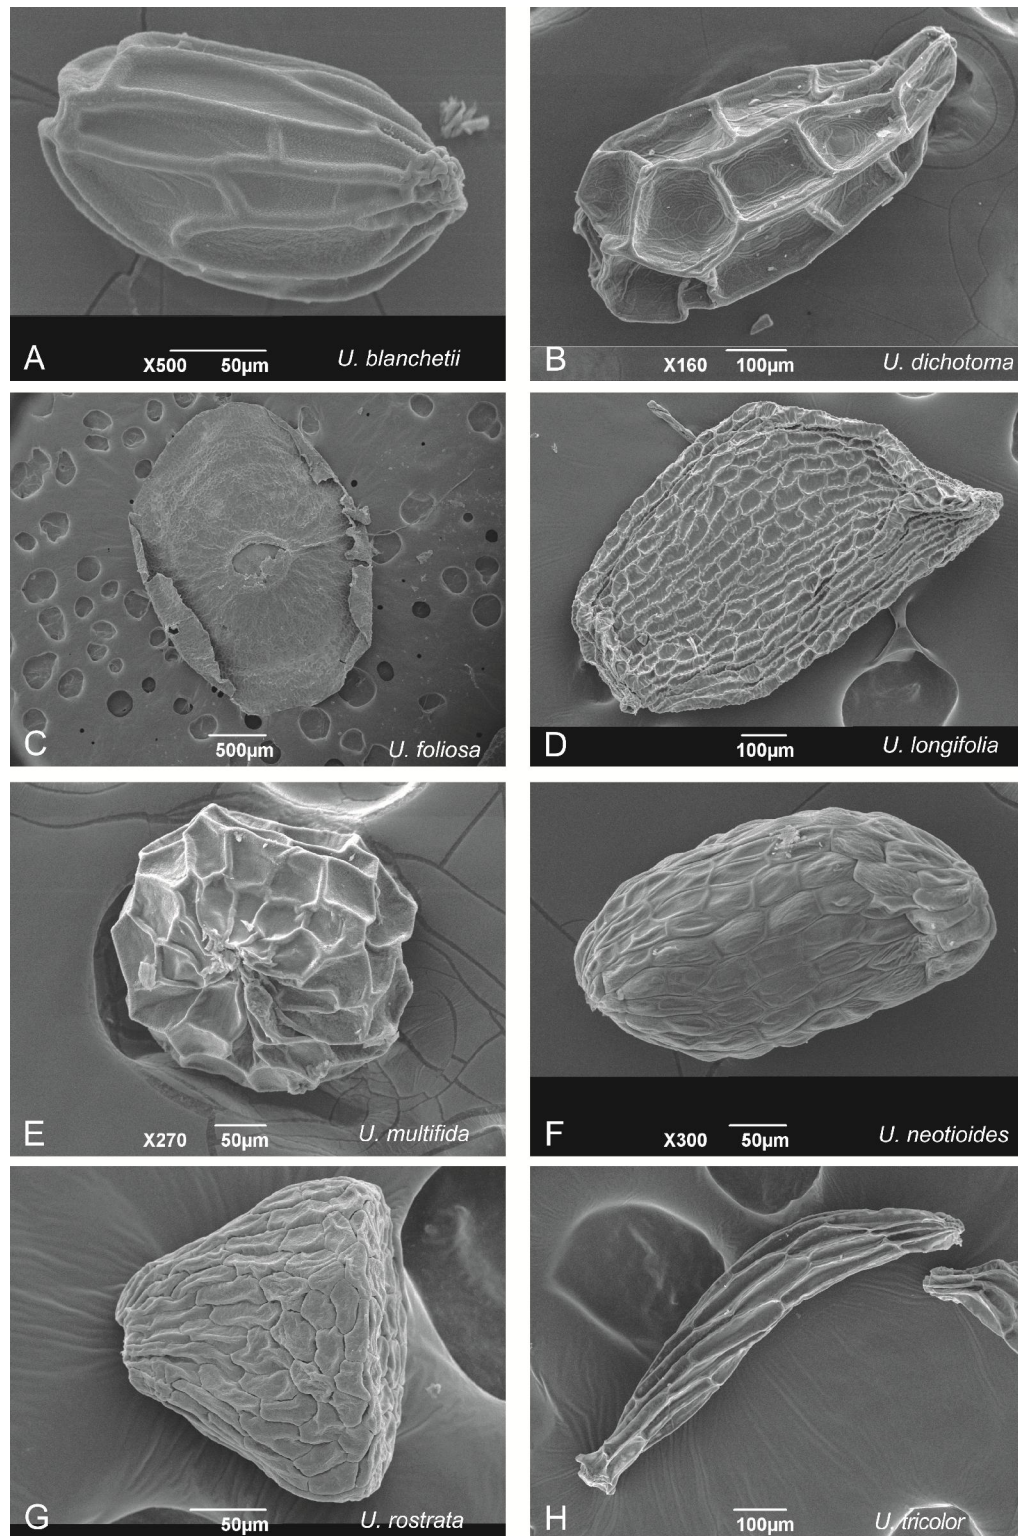 A X500 50µm U. blanchetii
B X160 100µm U. dichotoma
C 500µm U. foliosa
D 100µm U. longifolia
E X270 50µm U. multifida
F X300 50µm U. neotioides
G 50µm U. rostrata
H 100µm U. tricolor